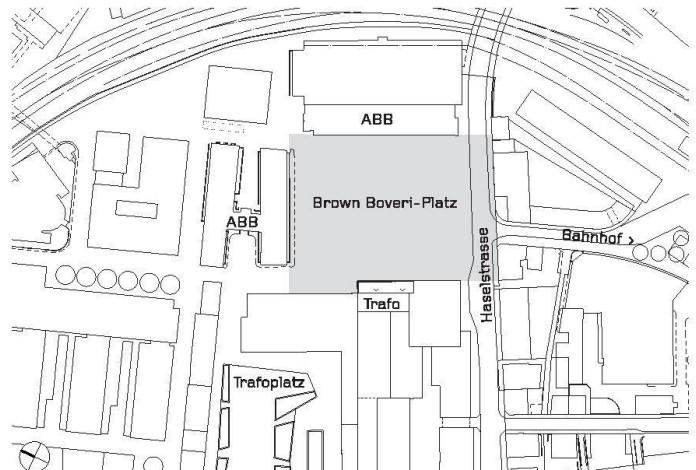 ABB
Brown Boveri-Platz
ABB
Bahnhof >
Haselstrasse
Trafo
Trafoplatz